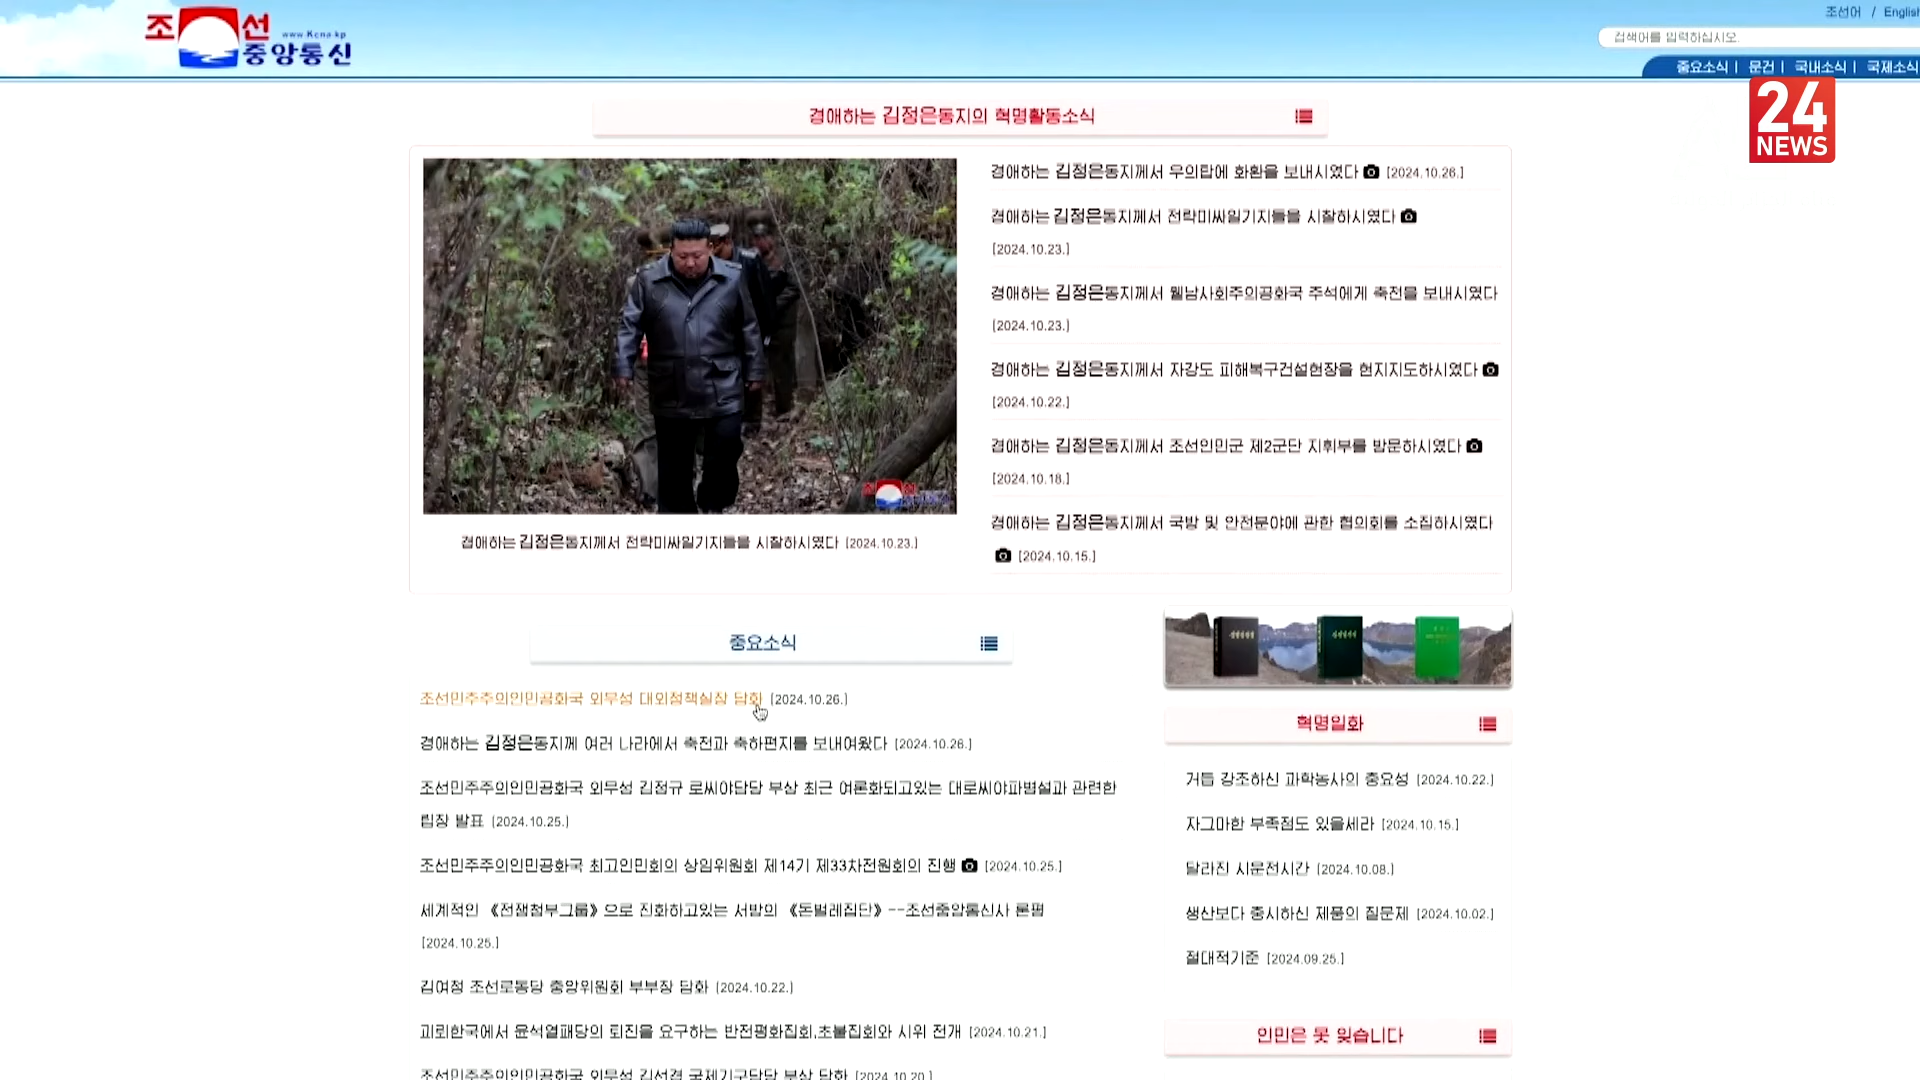 조선
www.kcna.kp
중앙통신
조선어 / English
검색어를 입력하십시오.
중요소식 | 문건 | 국내소식 | 국제소식
24
NEWS
경애하는 김정은동지의 혁명활동소식
경애하는 김정은동지께서 우의탑에 화환을 보내시였다 [2024.10.26.]
경애하는 김정은동지께서 전략미싸일기지들을 시찰하시였다
[2024.10.23.]
경애하는 김정은동지께서 윁남사회주의공화국 주석에게 축전을 보내시였다
[2024.10.23.]
경애하는 김정은동지께서 자강도 피해복구건설현장을 현지지도하시였다
[2024.10.22.]
경애하는 김정은동지께서 조선인민군 제2군단 지휘부를 방문하시였다
[2024.10.18.]
경애하는 김정은동지께서 국방 및 안전분야에 관한 협의회를 소집하시였다
[2024.10.15.]
경애하는 김정은동지께서 전략미싸일기지들을 시찰하시였다 [2024.10.23.]
중요소식
조선민주주의인민공화국 외무성 대외정책실장 담화 [2024.10.26.]
경애하는 김정은동지께 여러 나라에서 축전과 축하편지를 보내여왔다 [2024.10.26.]
조선민주주의인민공화국 외무성 김정규 로씨야담당 부상 최근 여론화되고있는 대로씨야파병설과 관련한
립장 발표 [2024.10.25.]
조선민주주의인민공화국 최고인민회의 상임위원회 제14기 제33차전원회의 진행 [2024.10.25.]
세계적인 《전쟁첨부그룹》으로 진화하고있는 서방의 《돈벌레집단》--조선중앙통신사 론평
[2024.10.25.]
김여정 조선로동당 중앙위원회 부부장 담화 [2024.10.22.]
괴뢰한국에서 윤석열패당의 퇴진을 요구하는 반전평화집회,초불집회와 시위 전개 [2024.10.21.]
조선민주주의인민공화국 외무성 김선경 국제기구담당 부상 담화 [2024.10.20.]
혁명일화
거듭 강조하신 과학농사의 중요성 [2024.10.22.]
자그마한 부족점도 있을세라 [2024.10.15.]
달라진 시운전시간 [2024.10.08.]
생산보다 중시하신 제품의 질문제 [2024.10.02.]
절대적기준 [2024.09.25.]
인민은 못 잊습니다